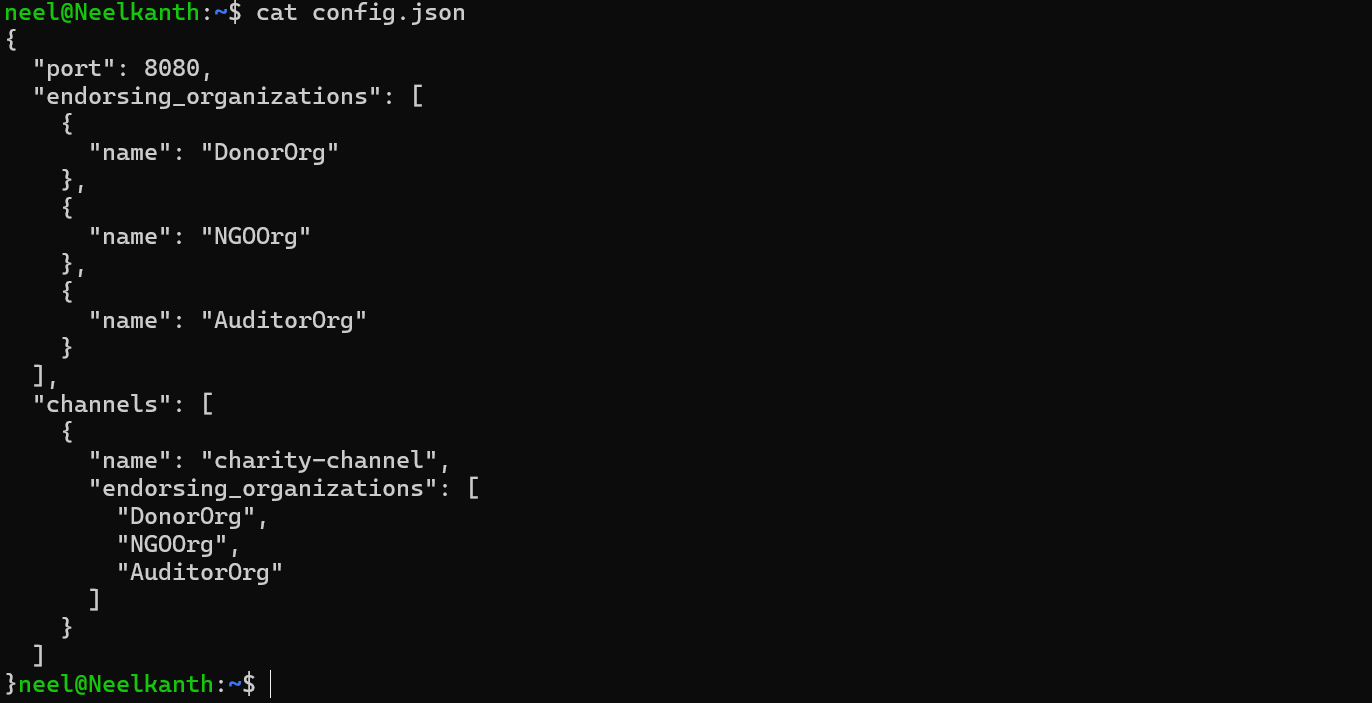 neel@Neelkanth:~$ cat config.json
{
  "port": 8080,
  "endorsing_organizations": [
    {
      "name": "DonorOrg"
    },
    {
      "name": "NGOOrg"
    },
    {
      "name": "AuditorOrg"
    }
  ],
  "channels": [
    {
      "name": "charity-channel",
      "endorsing_organizations": [
        "DonorOrg",
        "NGOOrg",
        "AuditorOrg"
      ]
    }
  ]
}neel@Neelkanth:~$